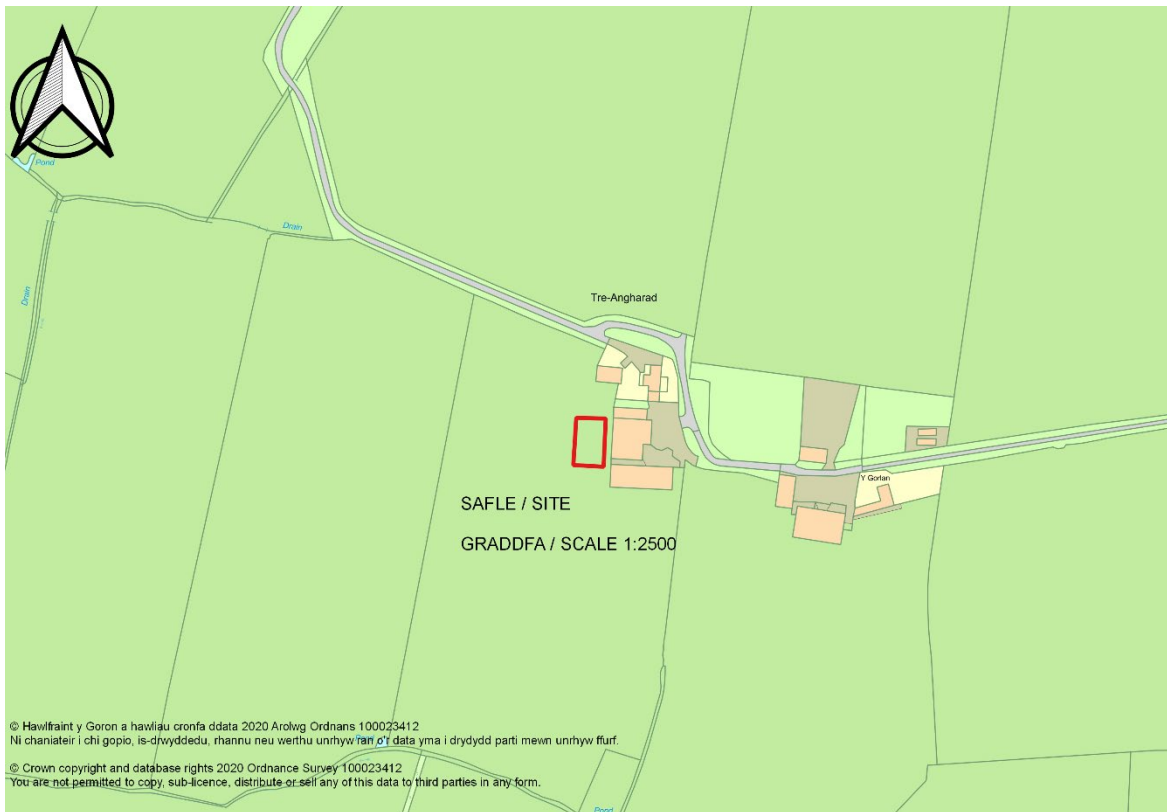 Pond
Drain
Drain
Tre-Angharad
Y Gorlan
SAFLE / SITE
GRADDFA / SCALE 1:2500
© Hawlfraint y Goron a hawliau cronfa ddata 2020 Arolwg Ordnans 100023412
Ni chaniateir i chi gopio, is-drwyddedu, rhannu neu werthu unrhyw ran o'r data yma i drydydd parti mewn unrhyw ffurf.
Pond
© Crown copyright and database rights 2020 Ordnance Survey 100023412
You are not permitted to copy, sub-licence, distribute or sell any of this data to third parties in any form.
Pond